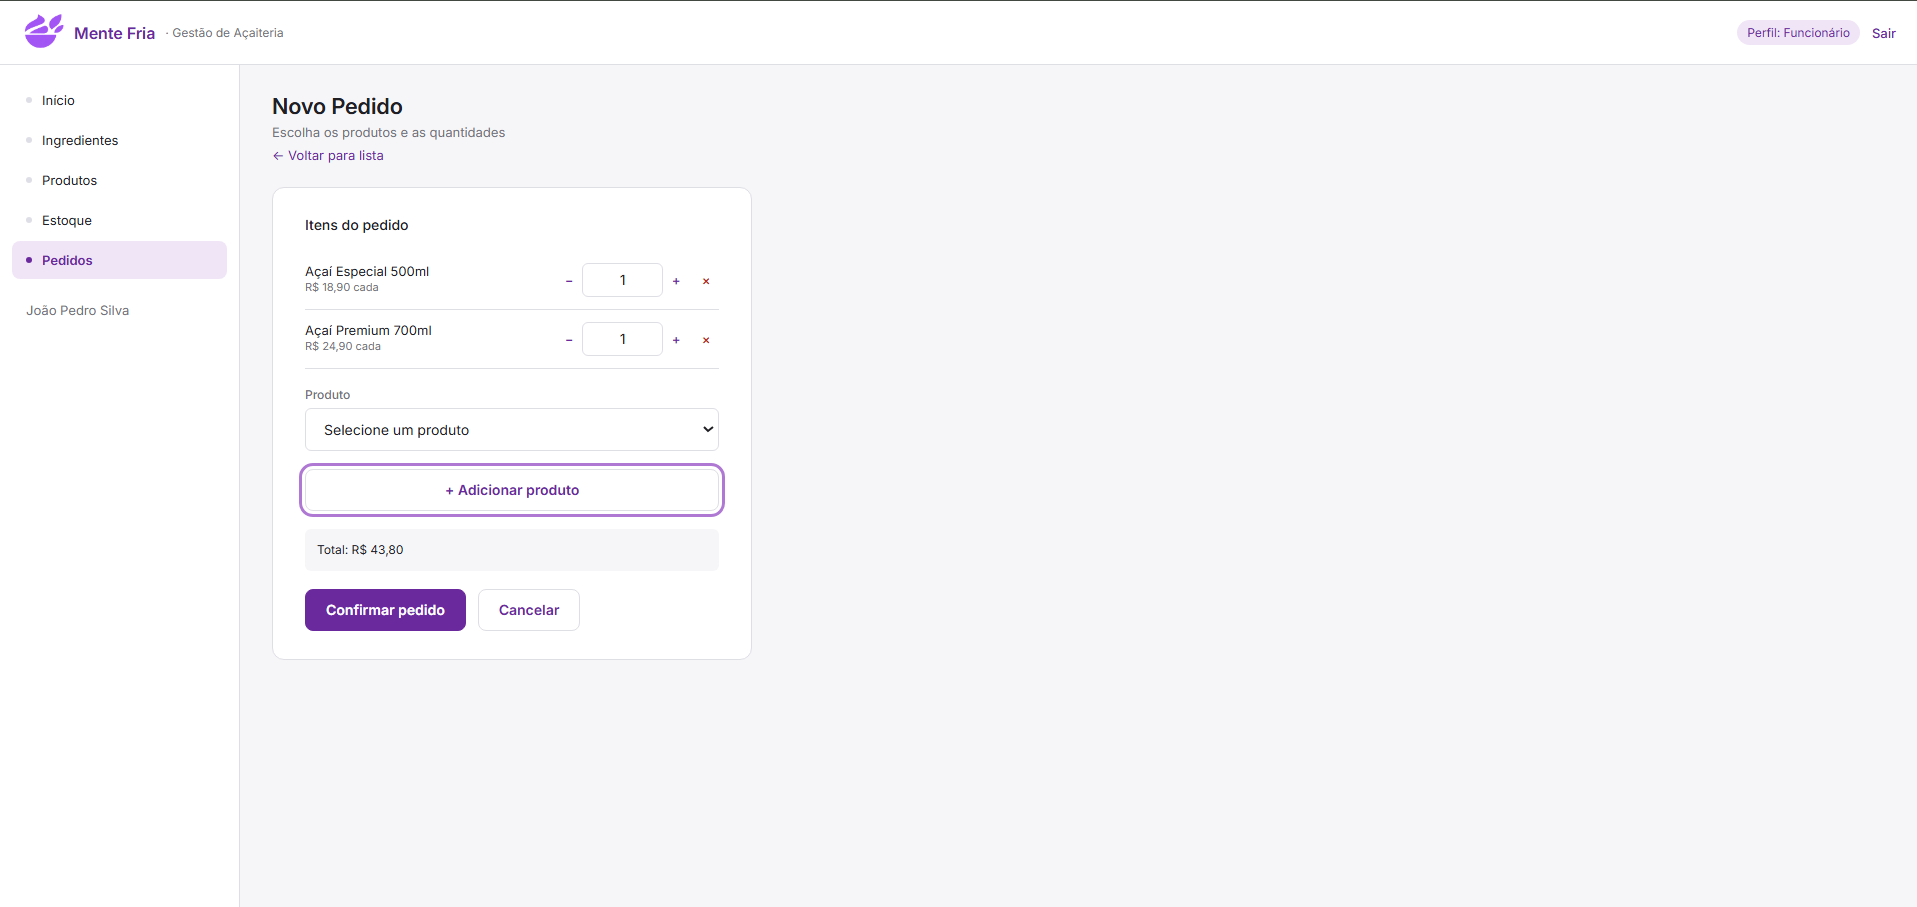 Mente Fria · Gestão de Açaiteria
Perfil: Funcionário Sair
Início
Ingredientes
Produtos
Estoque
Pedidos
João Pedro Silva
Novo Pedido
Escolha os produtos e as quantidades
← Voltar para lista
Itens do pedido
Açaí Especial 500ml
R$ 18,90 cada
− 1 + ×
Açaí Premium 700ml
R$ 24,90 cada
− 1 + ×
Produto
Selecione um produto
+ Adicionar produto
Total: R$ 43,80
Confirmar pedido Cancelar